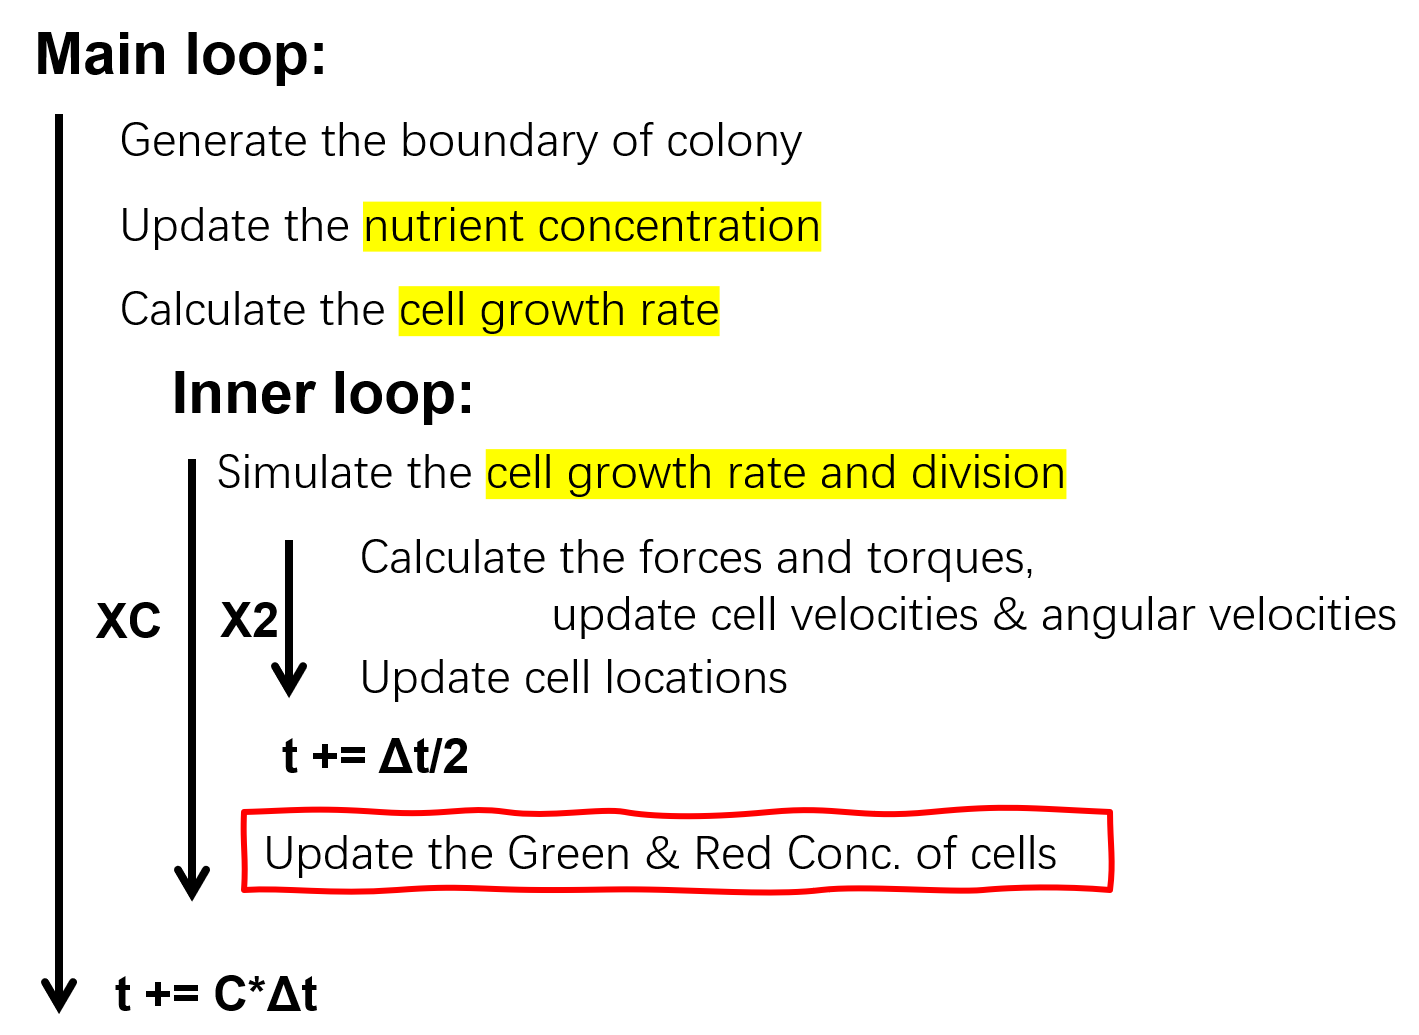 Main loop:
Generate the boundary of colony
Update the nutrient concentration
Calculate the cell growth rate
Inner loop:
Simulate the cell growth rate and division
Calculate the forces and torques,
XC
X2
update cell velocities & angular velocities
Update cell locations
t += Δt/2
Update the Green & Red Conc. of cells
t += C*Δt